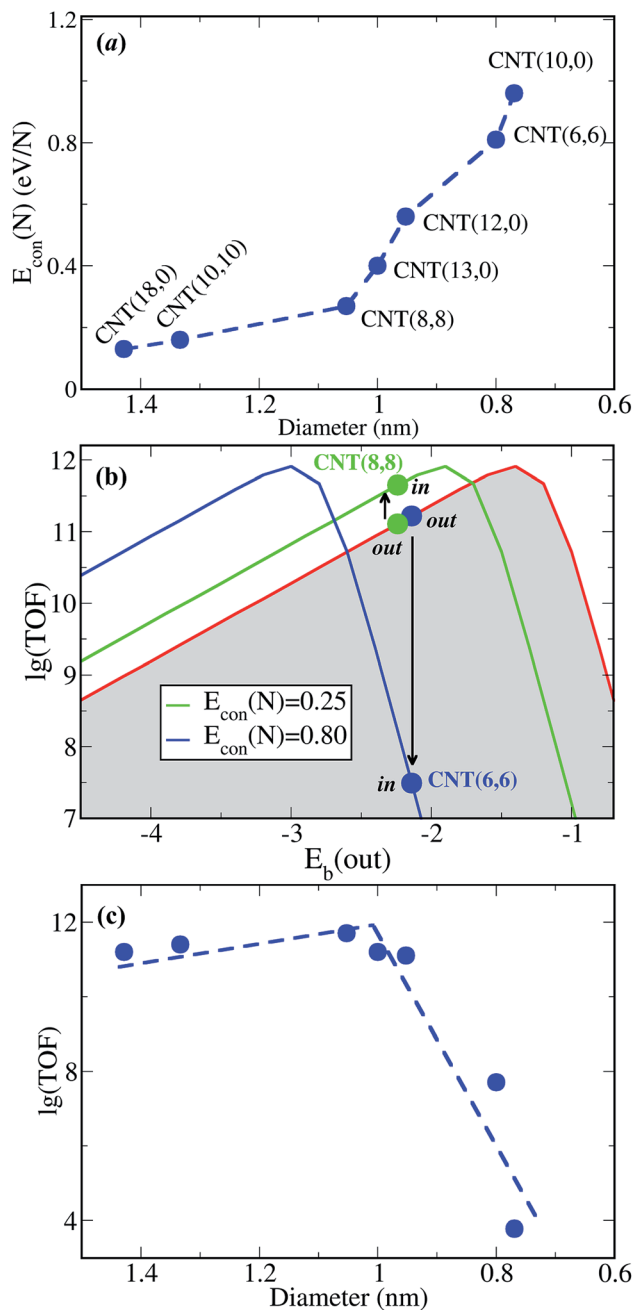 (a)
1.2
0.8
0.4
0
E_con(N) (eV/N)
CNT(10,0)
CNT(6,6)
CNT(12,0)
CNT(13,0)
CNT(8,8)
CNT(10,10)
CNT(18,0)
1.4 1.2 1 0.8 0.6
Diameter (nm)
(b)
12
11
10
9
8
7
lg(TOF)
CNT(8,8)
in
out
out
E_con(N)=0.25
E_con(N)=0.80
in
CNT(6,6)
-4 -3 -2 -1
E_b(out)
(c)
12
8
4
lg(TOF)
1.4 1.2 1 0.8 0.6
Diameter (nm)